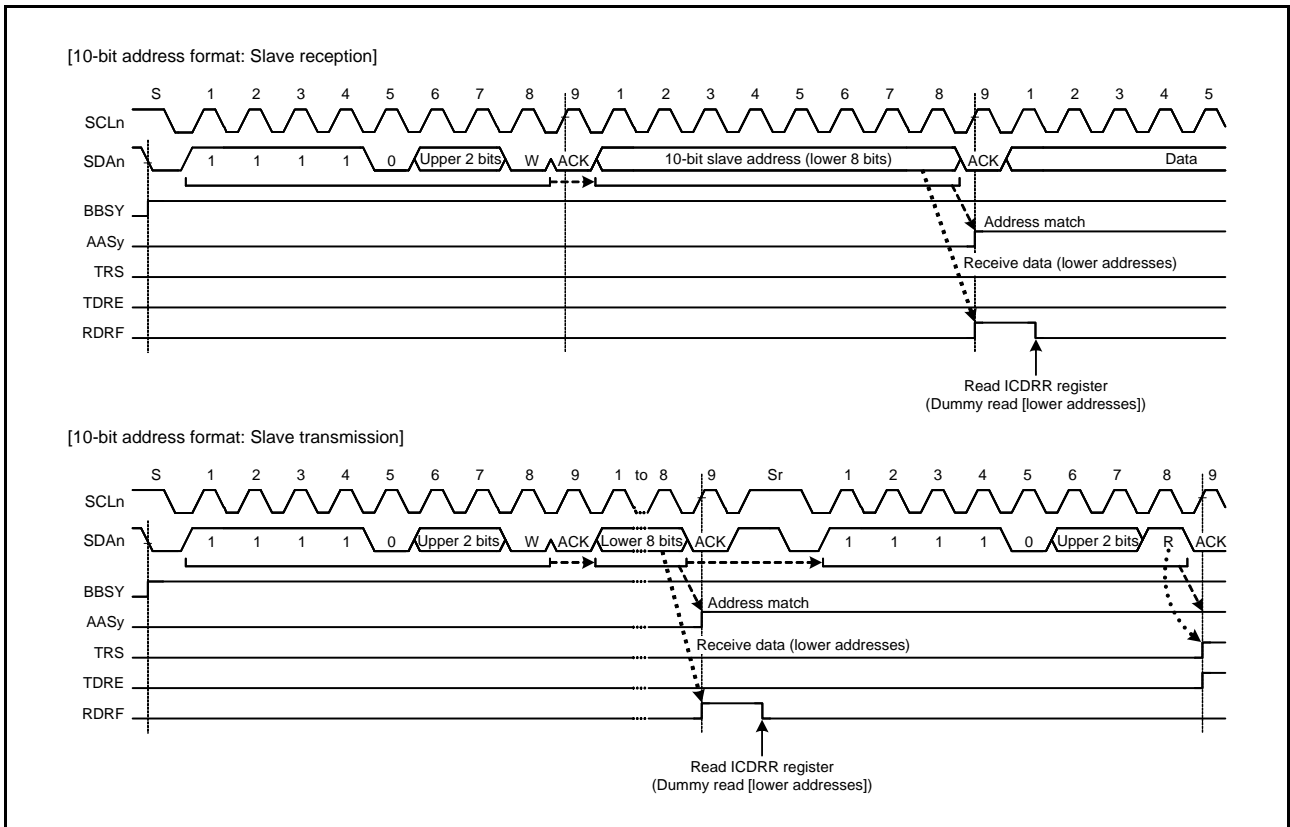 [10-bit address format: Slave reception]
S 1 2 3 4 5 6 7 8 9 1 2 3 4 5 6 7 8 9 1 2 3 4 5
SCLn
SDAn 1 1 1 1 0 Upper 2 bits W ACK 10-bit slave address (lower 8 bits) ACK Data
BBSY
Address match
AASy
Receive data (lower addresses)
TRS
TDRE
RDRF
Read ICDRR register
(Dummy read [lower addresses])
[10-bit address format: Slave transmission]
S 1 2 3 4 5 6 7 8 9 1 to 8 9 Sr 1 2 3 4 5 6 7 8 9
SCLn
SDAn 1 1 1 1 0 Upper 2 bits W ACK Lower 8 bits ACK 1 1 1 1 0 Upper 2 bits R ACK
BBSY
Address match
AASy
Receive data (lower addresses)
TRS
TDRE
RDRF
Read ICDRR register
(Dummy read [lower addresses])